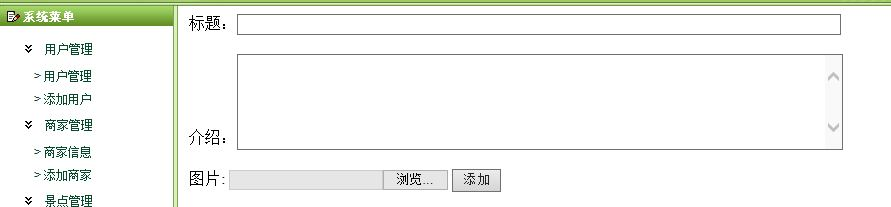 系统菜单
用户管理
> 用户管理
> 添加用户
商家管理
> 商家信息
> 添加商家
景点管理
标题：
介绍：
图片: 浏览... 添加